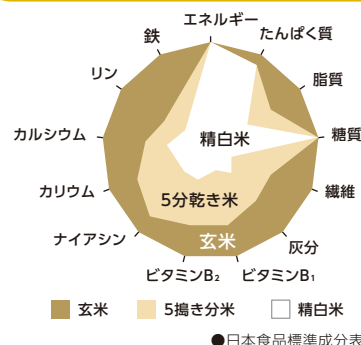 エネルギー
たんぱく質
脂質
糖質
繊維
灰分
ビタミンB₁
ビタミンB₂
ナイアシン
カリウム
カルシウム
リン
鉄
精白米
5分乾き米
玄米
玄米 5搗き分米 精白米
●日本食品標準成分表